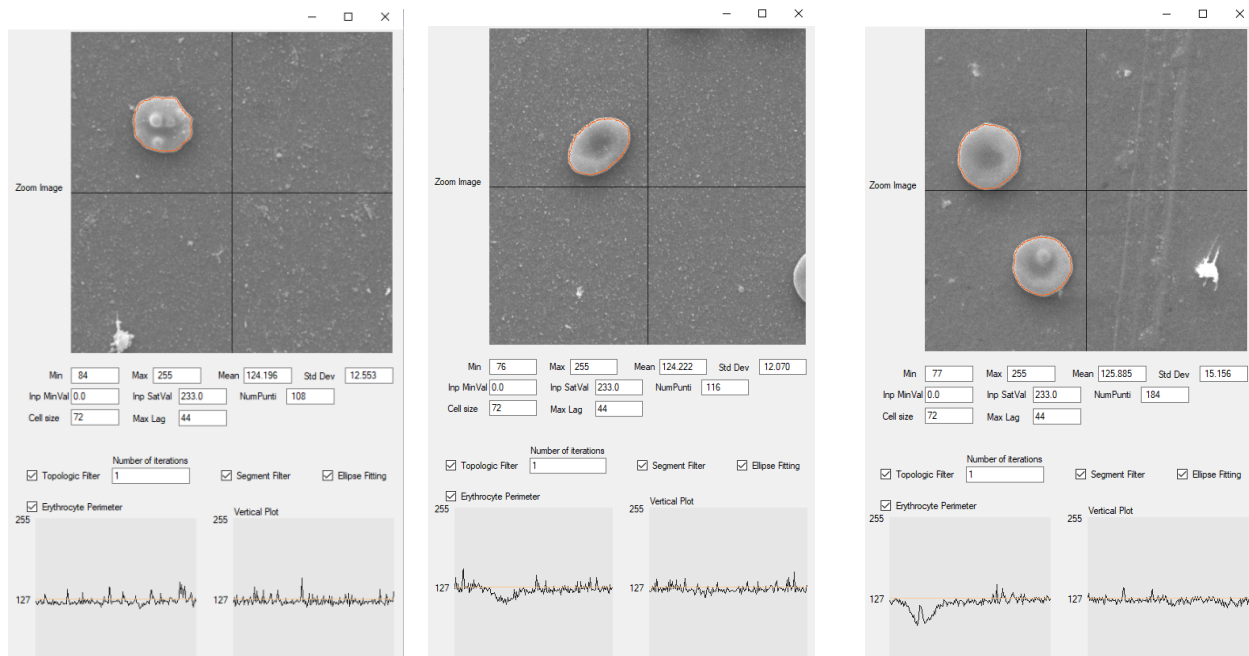 Zoom Image
Min 84 Max 255 Mean 124.196 Std Dev 12.553
Inp MinVal 0.0 Inp SatVal 233.0 NumPunti 108
Cell size 72 Max Lag 44
Number of iterations
Topologic Filter 1 Segment Filter Ellipse Fitting
Erythrocyte Perimeter
255 Vertical Plot 255
127 127
Zoom Image
Min 76 Max 255 Mean 124.222 Std Dev 12.070
Inp MinVal 0.0 Inp SatVal 233.0 NumPunti 116
Cell size 72 Max Lag 44
Number of iterations
Topologic Filter 1 Segment Filter Ellipse Fitting
Erythrocyte Perimeter
255 Vertical Plot 255
127 127
Zoom Image
Min 77 Max 255 Mean 125.885 Std Dev 15.156
Inp MinVal 0.0 Inp SatVal 233.0 NumPunti 184
Cell size 72 Max Lag 44
Number of iterations
Topologic Filter 1 Segment Filter Ellipse Fitting
Erythrocyte Perimeter
255 Vertical Plot 255
127 127